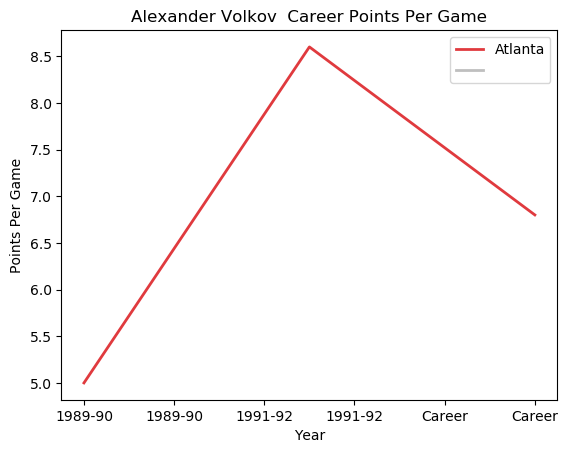 Alexander Volkov  Career Points Per Game
Atlanta
8.5
8.0
7.5
7.0
6.5
6.0
5.5
5.0
Points Per Game
1989-90 1989-90 1991-92 1991-92 Career Career
Year